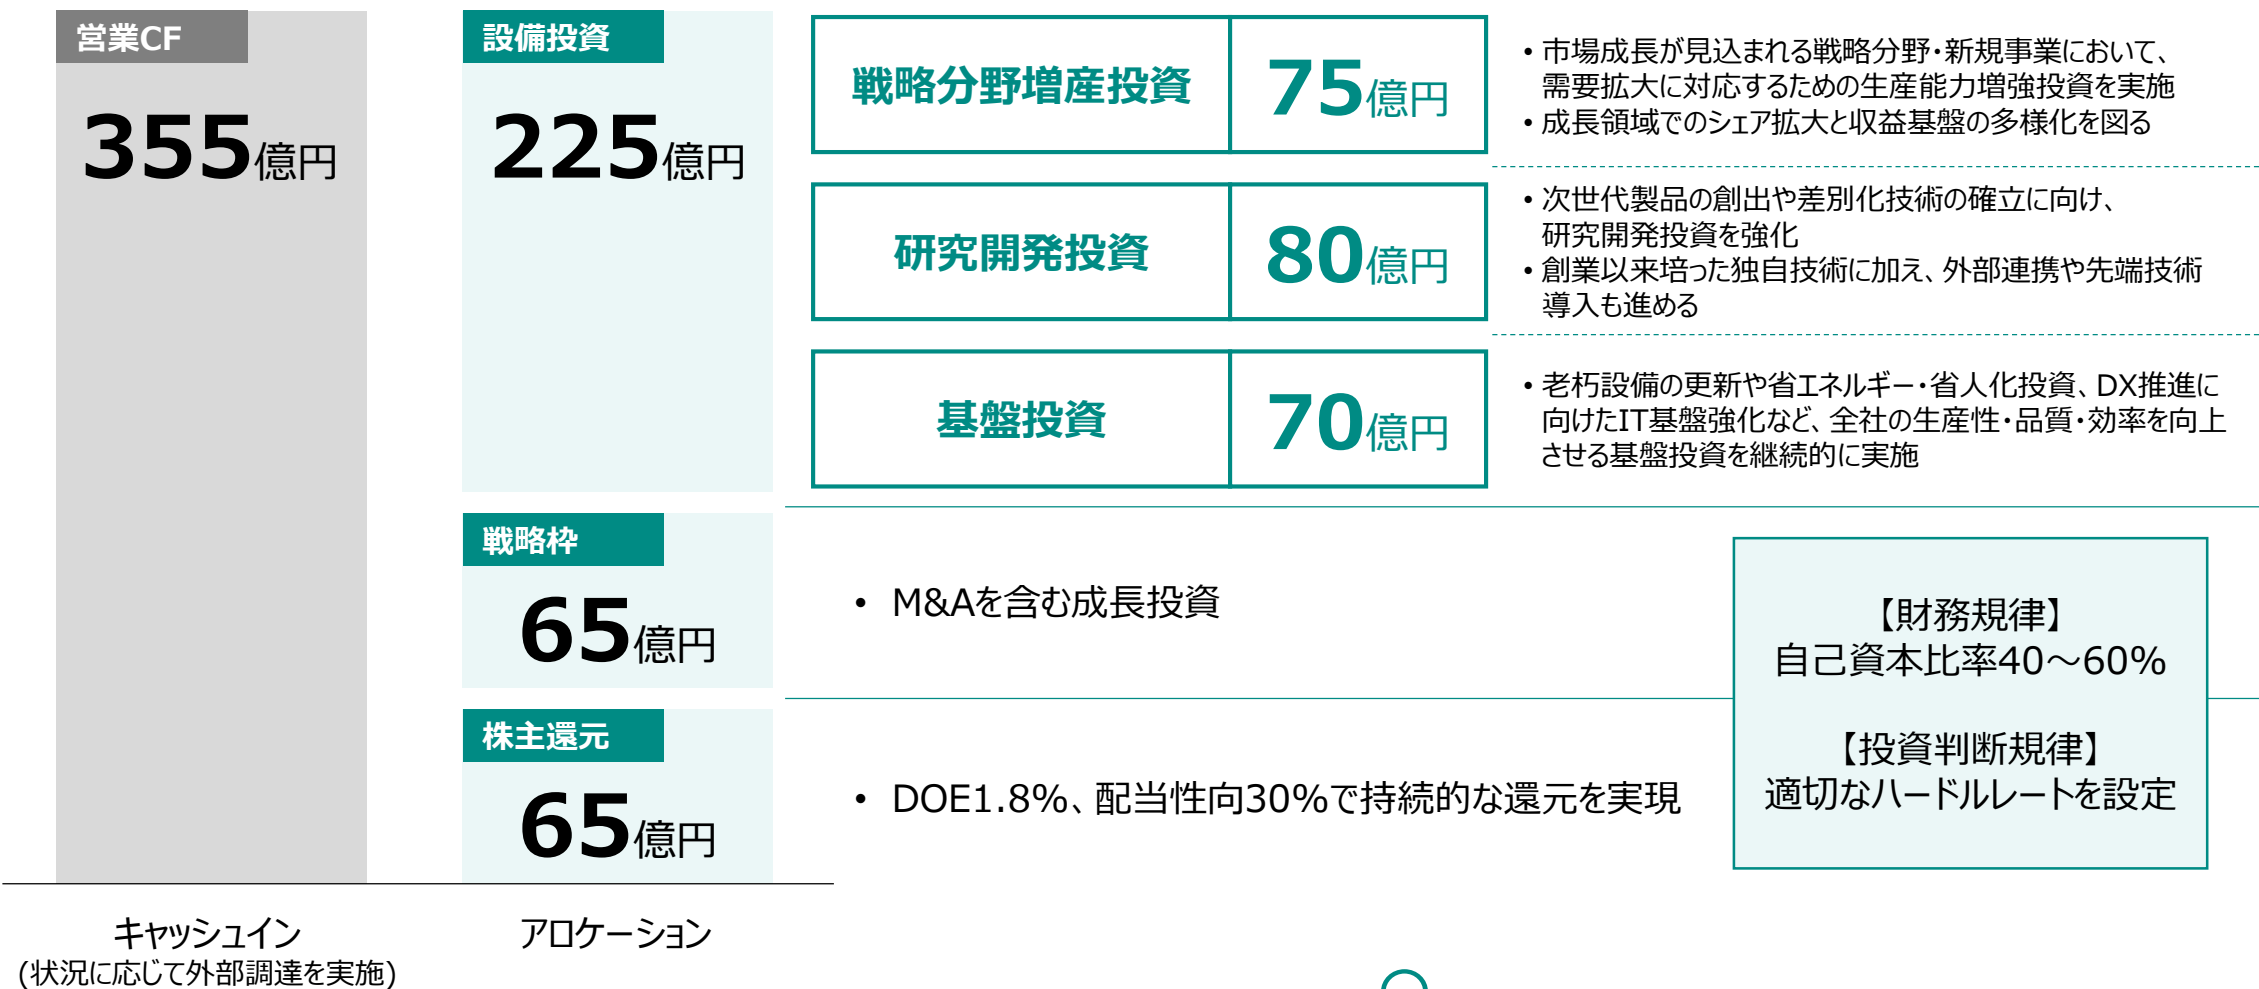 営業CF
355億円
設備投資
225億円
戦略分野増産投資
75億円
•市場成長が見込まれる戦略分野・新規事業において、
需要拡大に対応するための生産能力増強投資を実施
•成長領域でのシェア拡大と収益基盤の多様化を図る
研究開発投資
80億円
•次世代製品の創出や差別化技術の確立に向け、
研究開発投資を強化
•創業以来培った独自技術に加え、外部連携や先端技術
導入も進める
基盤投資
70億円
•老朽設備の更新や省エネルギー・省人化投資、DX推進に
向けたIT基盤強化など、全社の生産性・品質・効率を向上
させる基盤投資を継続的に実施
戦略枠
65億円
• M&Aを含む成長投資
株主還元
65億円
• DOE1.8%、配当性向30%で持続的な還元を実現
【財務規律】
自己資本比率40～60%
【投資判断規律】
適切なハードルレートを設定
キャッシュイン
(状況に応じて外部調達を実施)
アロケーション